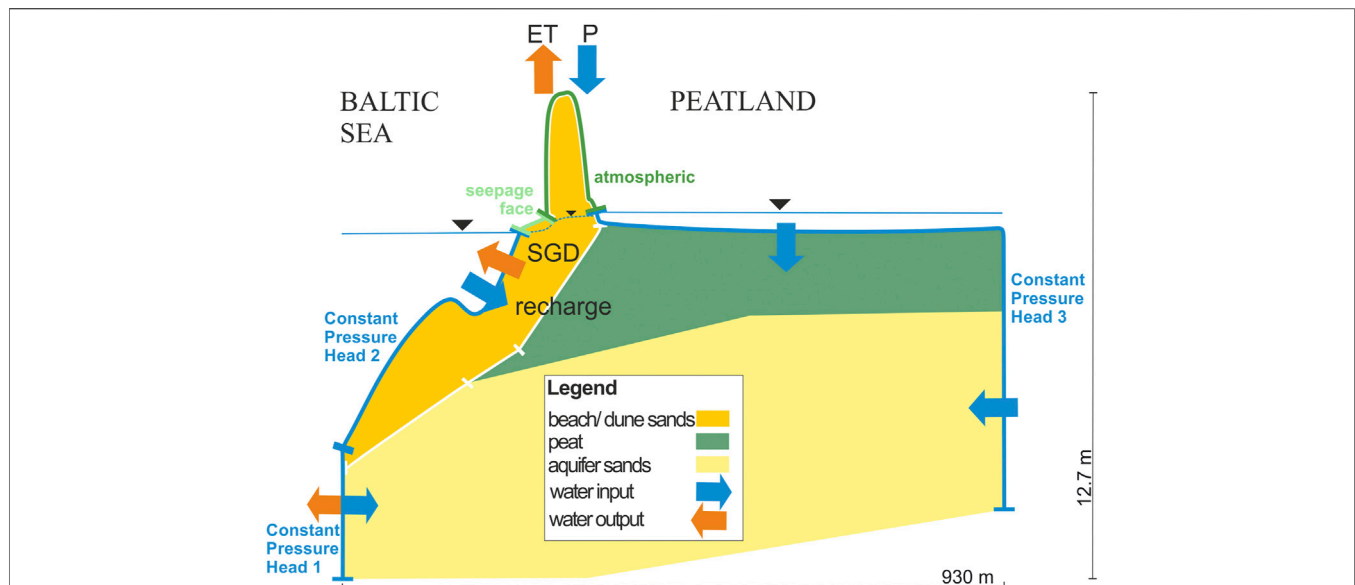 ET P
BALTIC
SEA
PEATLAND
seepage
face
atmospheric
SGD
recharge
Constant
Pressure
Head 2
Constant
Pressure
Head 3
Legend
beach/ dune sands
peat
aquifer sands
water input
water output
Constant
Pressure
Head 1
12.7 m
930 m